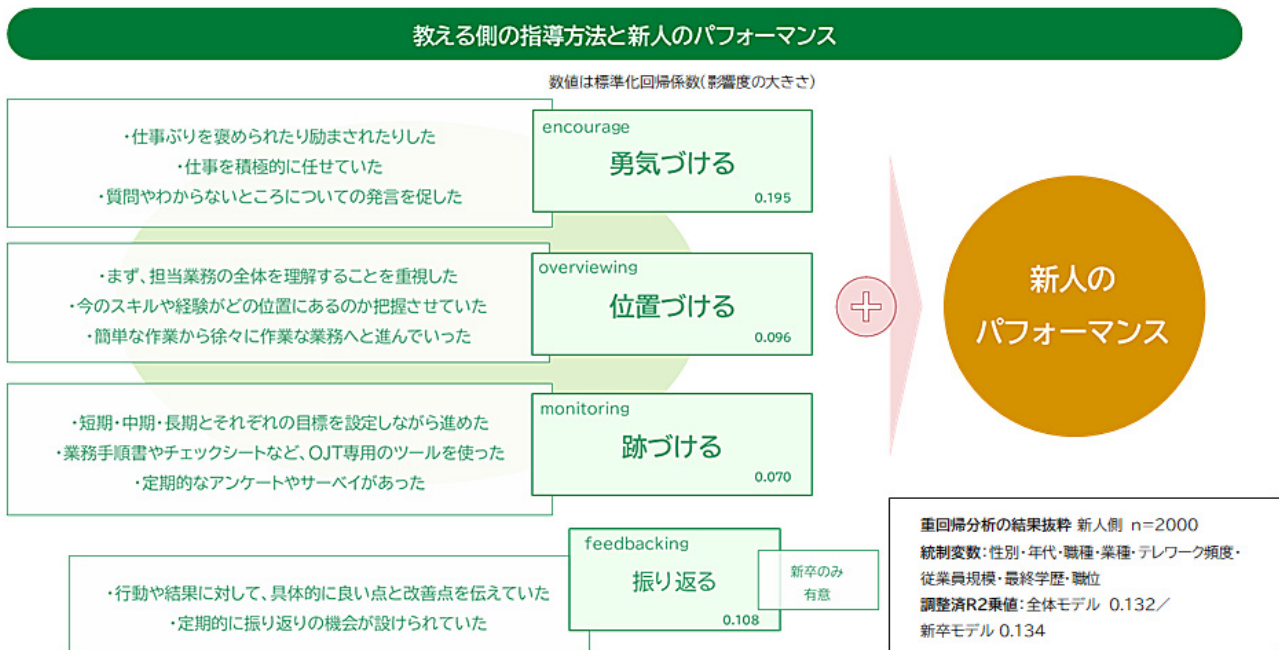 教える側の指導方法と新人のパフォーマンス
数値は標準化回帰係数(影響度の大きさ)
・仕事ぶりを褒められたり励まされたりした
・仕事を積極的に任せていた
・質問やわからないところについての発言を促した
encourage
勇気づける
0.195
・まず、担当業務の全体を理解することを重視した
・今のスキルや経験がどの位置にあるのか把握させていた
・簡単な作業から徐々に作業な業務へと進んでいった
overviewing
位置づける
0.096
・短期・中期・長期とそれぞれの目標を設定しながら進めた
・業務手順書やチェックシートなど、OJT専用のツールを使った
・定期的なアンケートやサーベイがあった
monitoring
跡づける
0.070
・行動や結果に対して、具体的に良い点と改善点を伝えていた
・定期的に振り返りの機会が設けられていた
feedbacking
振り返る
0.108
新卒のみ
有意
新人の
パフォーマンス
重回帰分析の結果抜粋 新人側 n=2000
統制変数:性別・年代・職種・業種・テレワーク頻度・
従業員規模・最終学歴・職位
調整済R2乗値:全体モデル 0.132/
新卒モデル 0.134